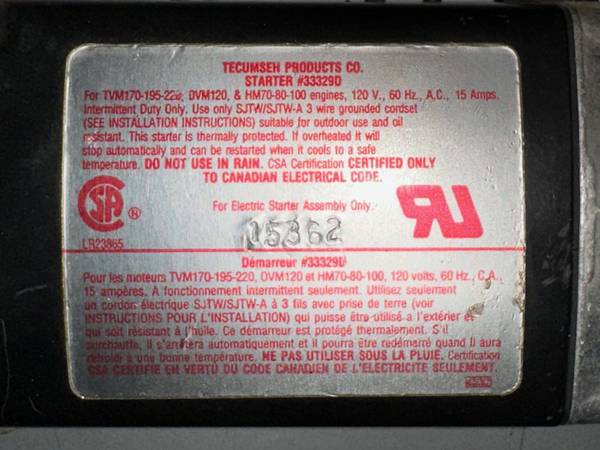 TECUMSEH PRODUCTS CO.
STARTER #33329D
For TVM170-195-220, OVM120, & HM70-80-100 engines, 120 V., 60 Hz., A.C., 15 Amps.
Intermittent Duty Only. Use only SJTW/SJTW-A 3 wire grounded cordset
(SEE INSTALLATION INSTRUCTIONS) suitable for outdoor use and oil
resistant. This starter is thermally protected. If overheated it will
stop automatically and can be restarted when it cools to a safe
temperature. DO NOT USE IN RAIN. CSA Certification CERTIFIED ONLY
TO CANADIAN ELECTRICAL CODE.
SA ®
For Electric Starter Assembly Only.
RU
15362
LR23865
Démarreur #33329D
Pour les moteurs TVM170-195-220, OVM120 et HM70-80-100, 120 volts, 60 Hz., C.A.,
15 ampères. A fonctionnement intermittent seulement. Utilisez seulement
un cordon électrique SJTW/SJTW-A à 3 fils avec prise de terre (voir
INSTRUCTIONS POUR L'INSTALLATION) qui puisse être utilisé a l'extérier et
qui soit résistant à l'huile. Ce démarreur est protégé thermalement. S'il
surchauffe, il s'arrêtera automatiquement et il pourra être redémarré quand il aura
refroidi à une bonne température. NE PAS UTILISER SOUS LA PLUIE. Certification
CSA CERTIFIE EN VERTU DU CODE CANADIEN DE L'ELECTRICITE SEULEMENT.